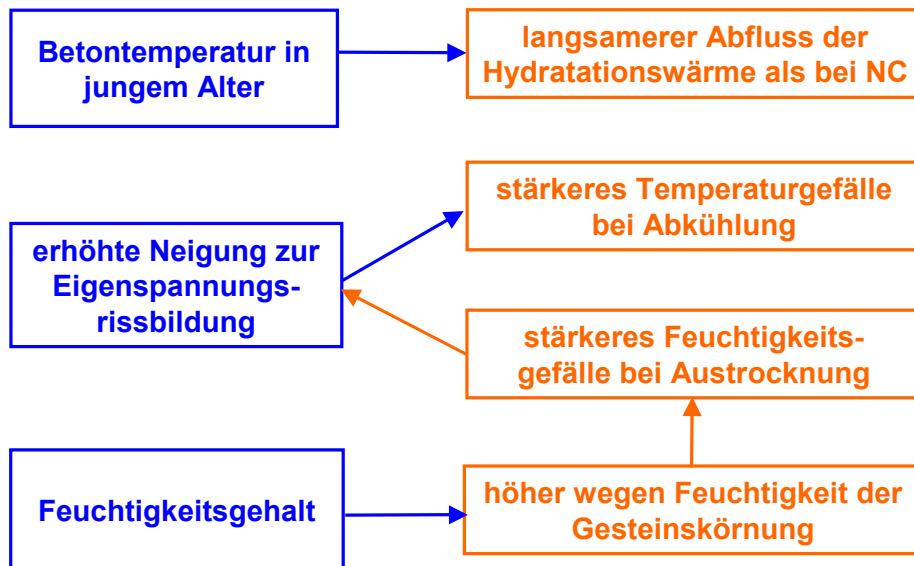 Betontemperatur in
jungem Alter
langsamerer Abfluss der
Hydratationswärme als bei NC
stärkeres Temperaturgefälle
bei Abkühlung
erhöhte Neigung zur
Eigenspannungs-
rissbildung
stärkeres Feuchtigkeits-
gefälle bei Austrocknung
Feuchtigkeitsgehalt
höher wegen Feuchtigkeit der
Gesteinskörnung